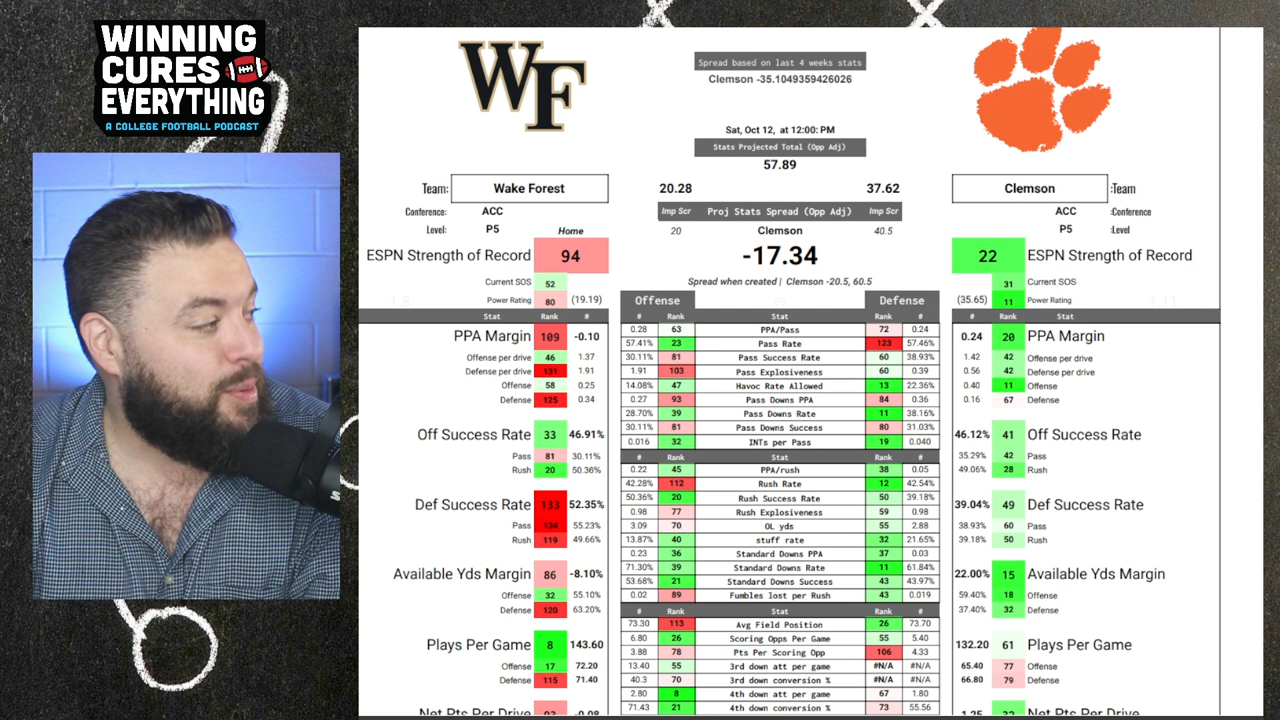 WINNING
CURES
EVERYTHING
A COLLEGE FOOTBALL PODCAST
WF
Spread based on last 4 weeks stats
Clemson -35.1049359426026
Sat, Oct 12, at 12:00: PM
Stats Projected Total (Opp Adj)
57.89
Team: Wake Forest 20.28 37.62 Clemson :Team
Conference: ACC Imp Scr Proj Stats Spread (Opp Adj) Imp Scr ACC :Conference
Level: P5 Home 20 Clemson 40.5 P5 :Level
ESPN Strength of Record 94 -17.34 22 ESPN Strength of Record
Current SOS 52 Spread when created | Clemson -20.5, 60.5 31 Current SOS
Power Rating 80 (19.19) Offense Defense (35.65) 11 Power Rating
Stat Rank # # Rank Stat Rank # # Rank Stat
PPA Margin 109 -0.10 0.24 20 PPA Margin
Offense per drive 46 1.37 1.42 42 Offense per drive
Defense per drive 131 1.91 0.56 42 Defense per drive
Offense 58 0.25 0.40 11 Offense
Defense 125 0.34 0.16 67 Defense
Off Success Rate 33 46.91% 46.12% 41 Off Success Rate
Pass 81 30.11% 35.29% 42 Pass
Rush 20 50.36% 49.06% 28 Rush
Def Success Rate 133 52.35% 39.04% 49 Def Success Rate
Pass 134 55.23% 38.93% 60 Pass
Rush 119 49.66% 39.18% 50 Rush
Available Yds Margin 86 -8.10% 22.00% 15 Available Yds Margin
Offense 32 55.10% 59.40% 18 Offense
Defense 120 63.20% 37.40% 32 Defense
Plays Per Game 8 143.60 132.20 61 Plays Per Game
Offense 17 72.20 65.40 77 Offense
Defense 115 71.40 66.80 79 Defense
Net Pts Per Drive 93 -0.08 1.25 22 Net Pts Per Drive
0.28 63 PPA/Pass 72 0.24
57.41% 23 Pass Rate 123 57.46%
30.11% 81 Pass Success Rate 60 38.93%
1.91 103 Pass Explosiveness 60 0.39
14.08% 47 Havoc Rate Allowed 13 22.36%
0.27 93 Pass Downs PPA 84 0.36
28.70% 39 Pass Downs Rate 11 38.16%
30.11% 81 Pass Downs Success 80 31.03%
0.016 32 INTs per Pass 19 0.040
# Rank Stat Rank #
0.22 45 PPA/rush 38 0.05
42.28% 112 Rush Rate 12 42.54%
50.36% 20 Rush Success Rate 50 39.18%
0.98 77 Rush Explosiveness 59 0.98
3.09 70 OL yds 55 2.88
13.87% 40 stuff rate 32 21.65%
0.23 36 Standard Downs PPA 37 0.03
71.30% 39 Standard Downs Rate 11 61.84%
53.68% 21 Standard Downs Success 43 43.97%
0.02 89 Fumbles lost per Rush 43 0.019
# Rank Stat Rank #
73.30 113 Avg Field Position 26 73.70
6.80 26 Scoring Opps Per Game 55 5.40
3.88 78 Pts Per Scoring Opp 106 4.33
13.40 55 3rd down att per game #N/A #N/A
40.3 70 3rd down conversion % #N/A #N/A
2.80 8 4th down att per game 67 1.80
71.43 21 4th down conversion % 73 55.56